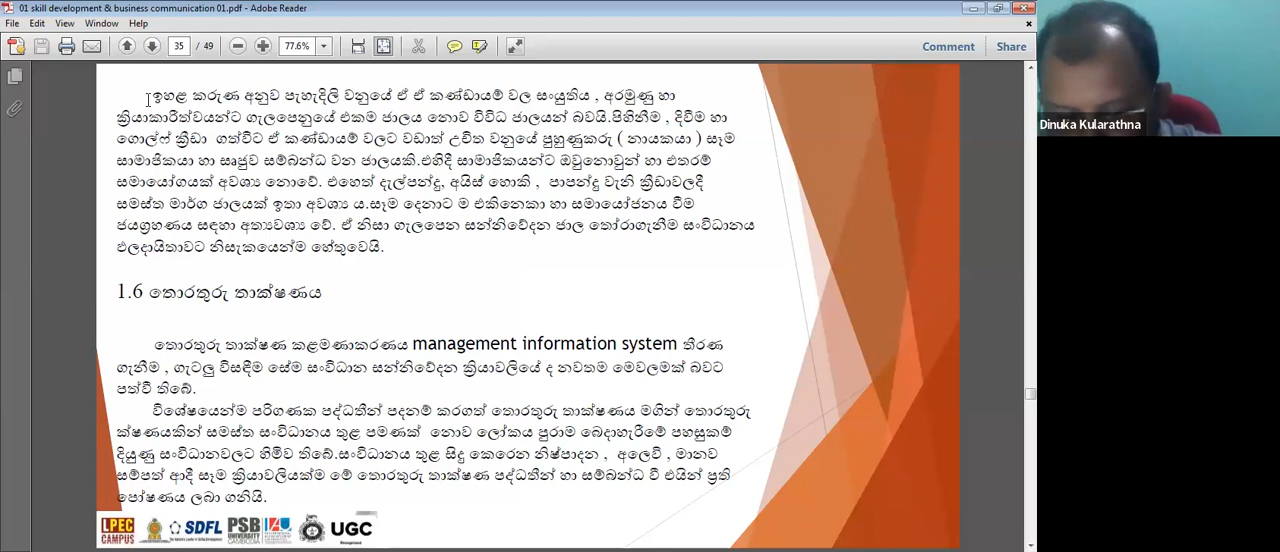 01 skill development & business communication 01.pdf - Adobe Reader
File Edit View Window Help
35 / 49 77.6% Comment Share
Dinuka Kularathna
ඉහළ කරුණ අනුව පැහැදිලි වනුයේ ඒ ඒ කණ්ඩායම් වල සංයුතිය , අරමුණු හා
ක්‍රියාකාරීත්වයන්ට ගැලපෙනුයේ එකම ජාලය නොව විවිධ ජාලයන් බවයි.පිහිනීම , දිවීම හා
ගොල්ෆ් ක්‍රීඩා ගත්විට ඒ කණ්ඩායම් වලට වඩාත් උචිත වනුයේ පුහුණුකරු ( නායකයා ) සෑම
සාමාජිකයා හා සෘජුව සම්බන්ධ වන ජාලයකි.එහිදී සාමාජිකයන්ට ඔවුනොවුන් හා එතරම්
සමායෝගයක් අවශ්‍ය නොවේ. එහෙත් දැල්පන්දු, අයිස් හොකි , පාපන්දු වැනි ක්‍රීඩාවලදී
සමස්ත මාර්ග ජාලයක් ඉතා අවශ්‍ය ය.සෑම දෙනාට ම එකිනෙකා හා සමායෝජනය වීම
ජයග්‍රහණය සඳහා අත්‍යවශ්‍ය වේ. ඒ නිසා ගැලපෙන සන්නිවේදන ජාල තෝරාගැනීම සංවිධානය
ඵලදායිතාවට නිසැකයෙන්ම හේතුවෙයි.
1.6 තොරතුරු තාක්ෂණය
තොරතුරු තාක්ෂණ කළමණාකරණය management information system තීරණ
ගැනීම , ගැටලු විසඳීම සේම සංවිධාන සන්නිවේදන ක්‍රියාවලියේ ද නවතම මෙවලමක් බවට
පත්වී තිබේ.
විශේෂයෙන්ම පරිගණක පද්ධතීන් පදනම් කරගත් තොරතුරු තාක්ෂණය මගින් තොරතුරු
ක්ෂණයකින් සමස්ත සංවිධානය තුළ පමණක් නොව ලෝකය පුරාම බෙදාහැරීමේ පහසුකම්
දියුණු සංවිධානවලට හිමිව තිබේ.සංවිධානය තුළ සිදු කෙරෙන නිෂ්පාදන , අලෙවි , මානව
සම්පත් ආදී සෑම ක්‍රියාවලියක්ම මේ තොරතුරු තාක්ෂණ පද්ධතීන් හා සම්බන්ධ වී එයින් ප්‍රති
පෝෂණය ලබා ගනියි.
LPEC CAMPUS SDFL PSB UNIVERSITY CAMBODIA IAU UGC